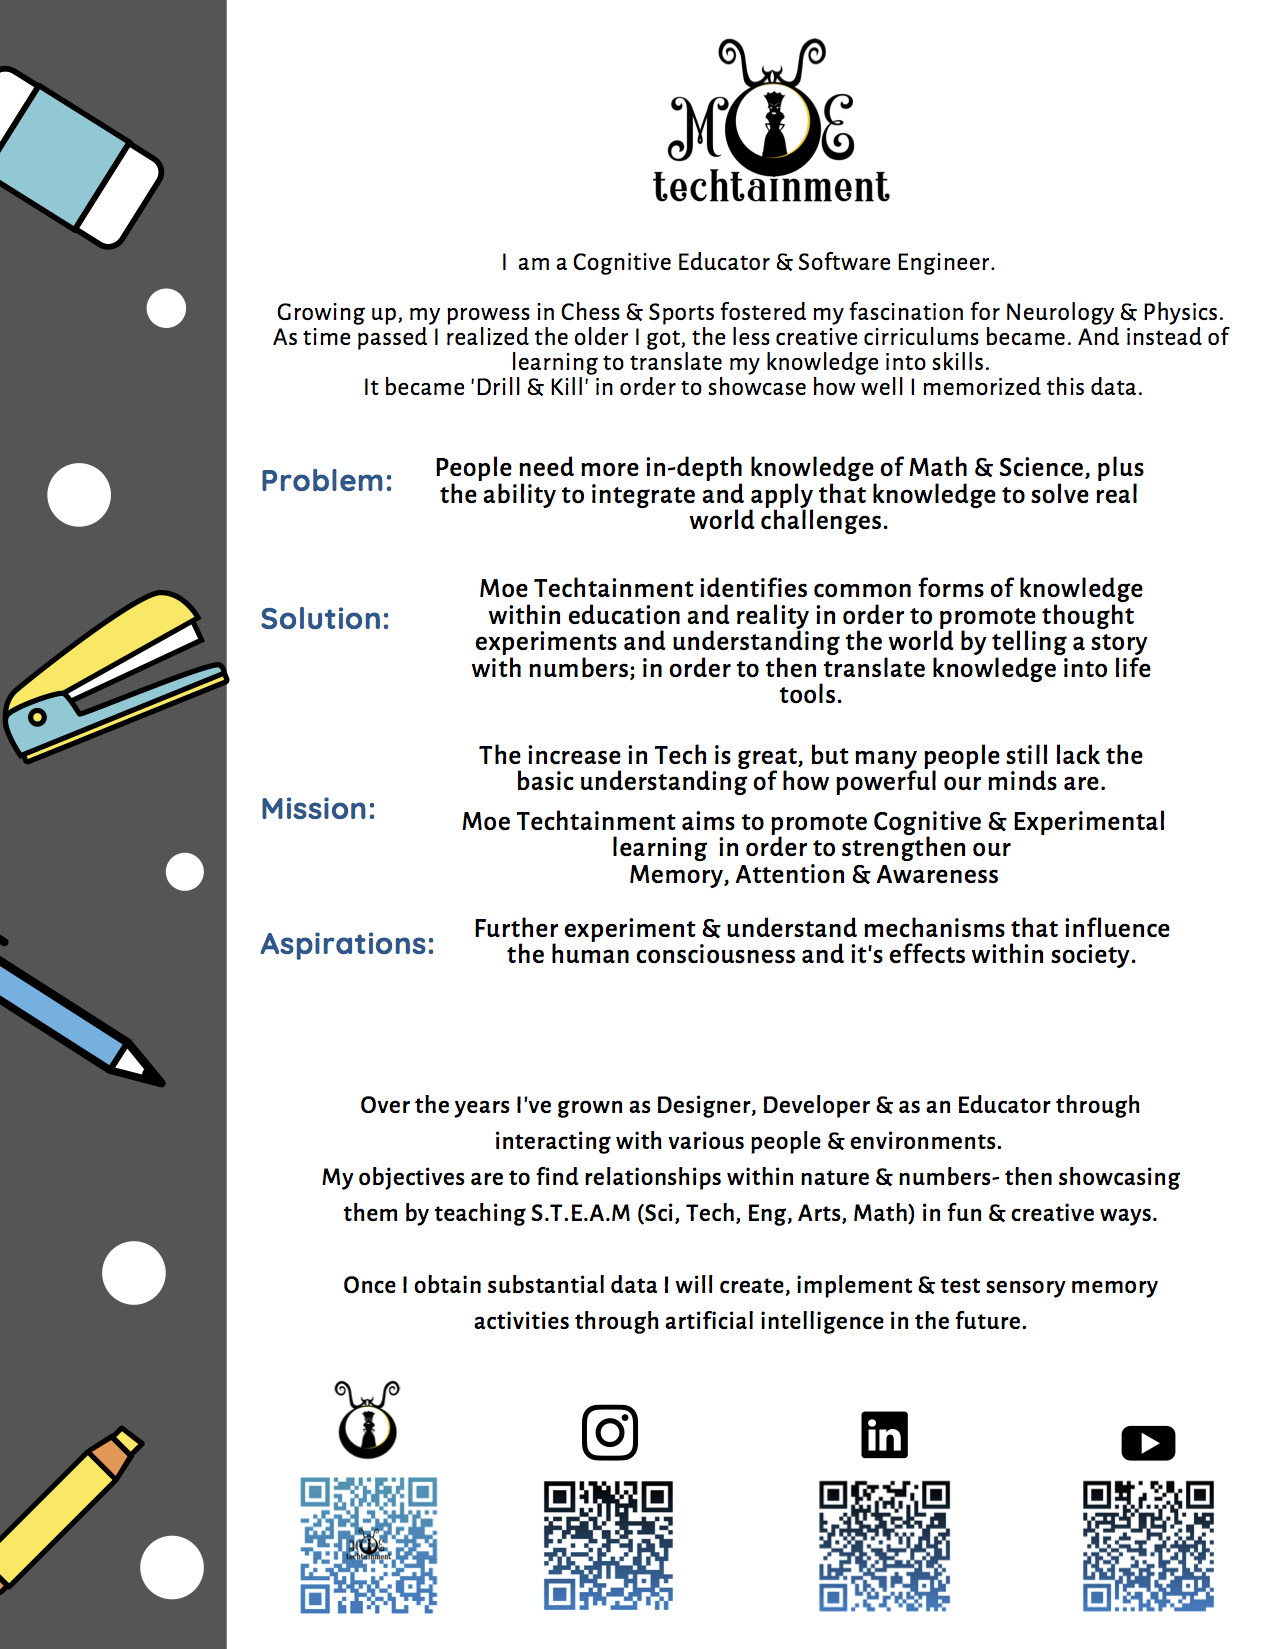 MOE
techtainment
I am a Cognitive Educator & Software Engineer.
Growing up, my prowess in Chess & Sports fostered my fascination for Neurology & Physics.
As time passed I realized the older I got, the less creative cirriculums became. And instead of
learning to translate my knowledge into skills.
It became 'Drill & Kill' in order to showcase how well I memorized this data.
Problem:
People need more in-depth knowledge of Math & Science, plus
the ability to integrate and apply that knowledge to solve real
world challenges.
Solution:
Moe Techtainment identifies common forms of knowledge
within education and reality in order to promote thought
experiments and understanding the world by telling a story
with numbers; in order to then translate knowledge into life
tools.
Mission:
The increase in Tech is great, but many people still lack the
basic understanding of how powerful our minds are.
Moe Techtainment aims to promote Cognitive & Experimental
learning in order to strengthen our
Memory, Attention & Awareness
Aspirations:
Further experiment & understand mechanisms that influence
the human consciousness and it's effects within society.
Over the years I've grown as Designer, Developer & as an Educator through
interacting with various people & environments.
My objectives are to find relationships within nature & numbers- then showcasing
them by teaching S.T.E.A.M (Sci, Tech, Eng, Arts, Math) in fun & creative ways.
Once I obtain substantial data I will create, implement & test sensory memory
activities through artificial intelligence in the future.
in
MOE
techtainment